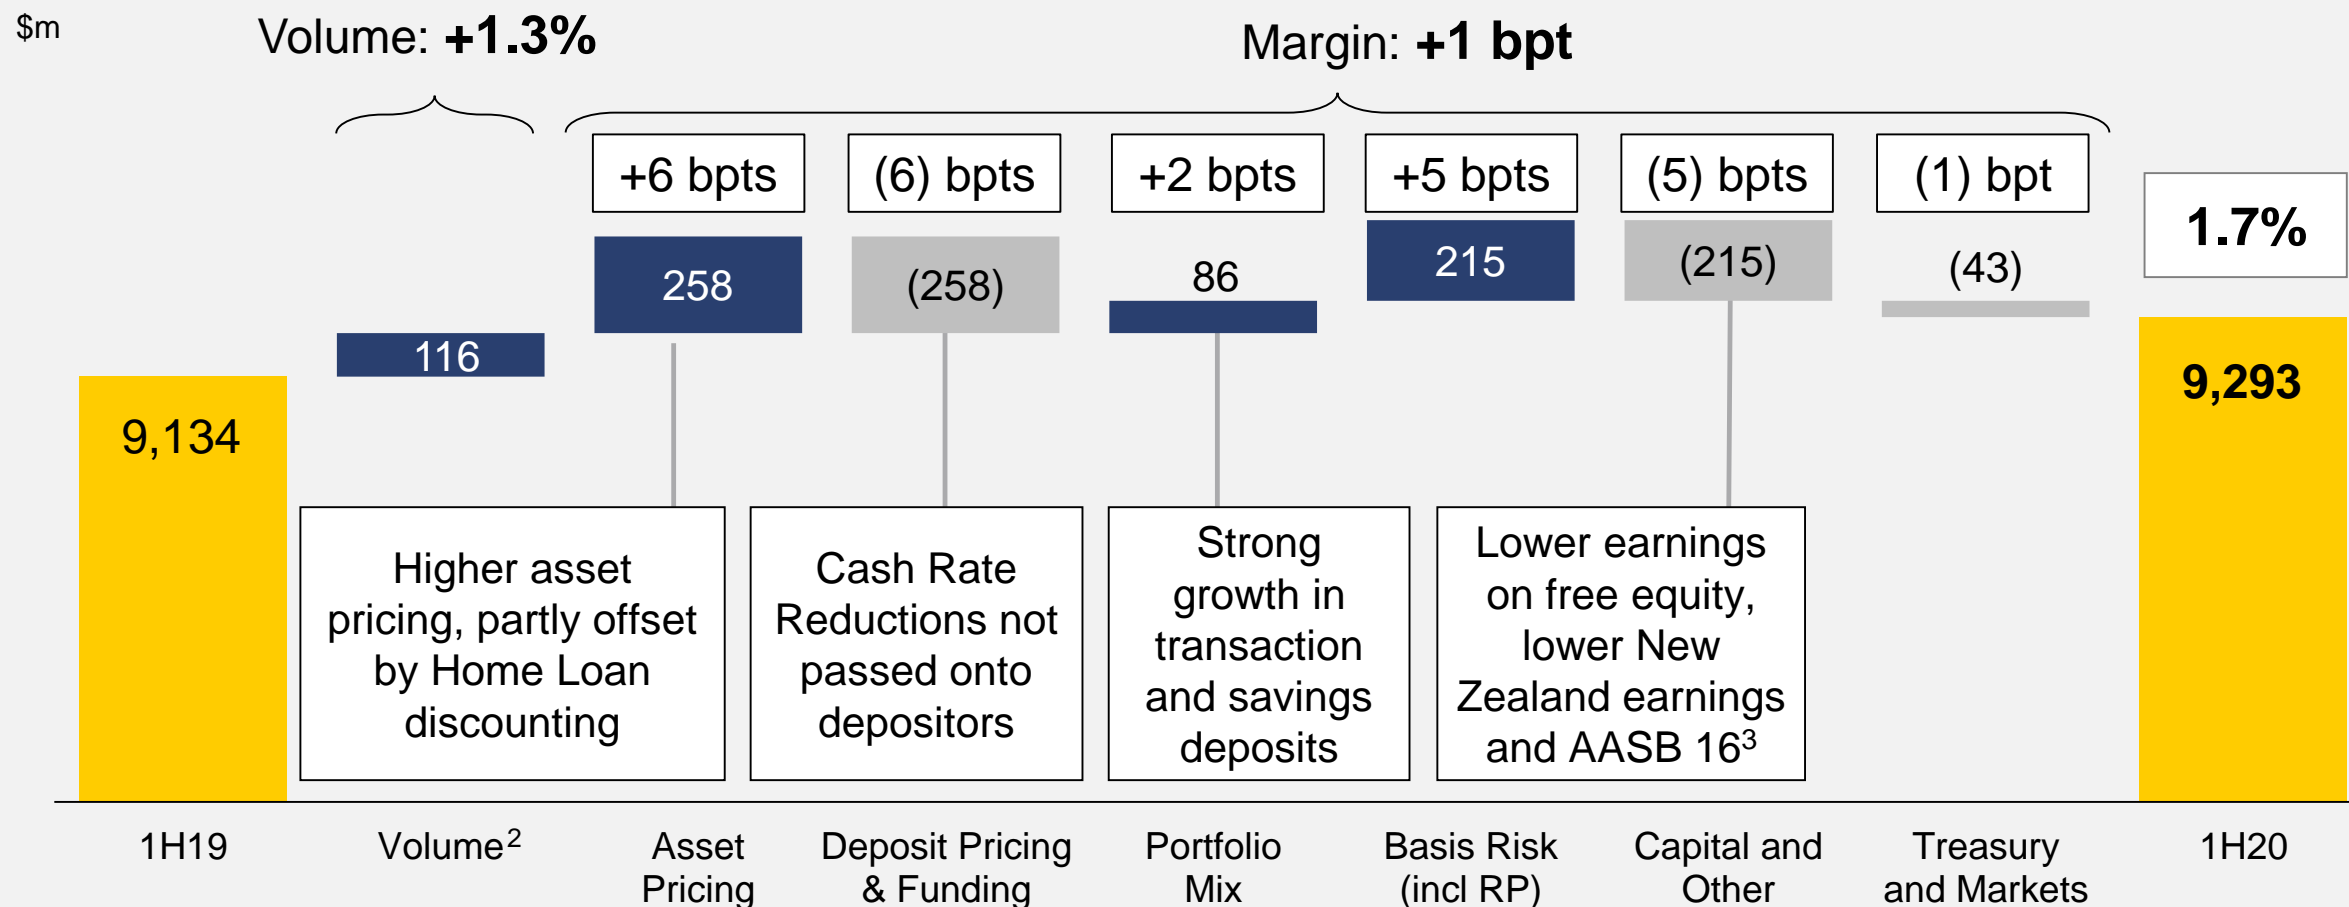 $m
Volume: +1.3%
Margin: +1 bpt
+6 bpts
(6) bpts
+2 bpts
+5 bpts
(5) bpts
(1) bpt
1.7%
9,134
116
258
(258)
86
215
(215)
(43)
9,293
Higher asset
pricing, partly offset
by Home Loan
discounting
Cash Rate
Reductions not
passed onto
depositors
Strong
growth in
transaction
and savings
deposits
Lower earnings
on free equity,
lower New
Zealand earnings
and AASB 16³
1H19
Volume²
Asset
Pricing
Deposit Pricing
& Funding
Portfolio
Mix
Basis Risk
(incl RP)
Capital and
Other
Treasury
and Markets
1H20